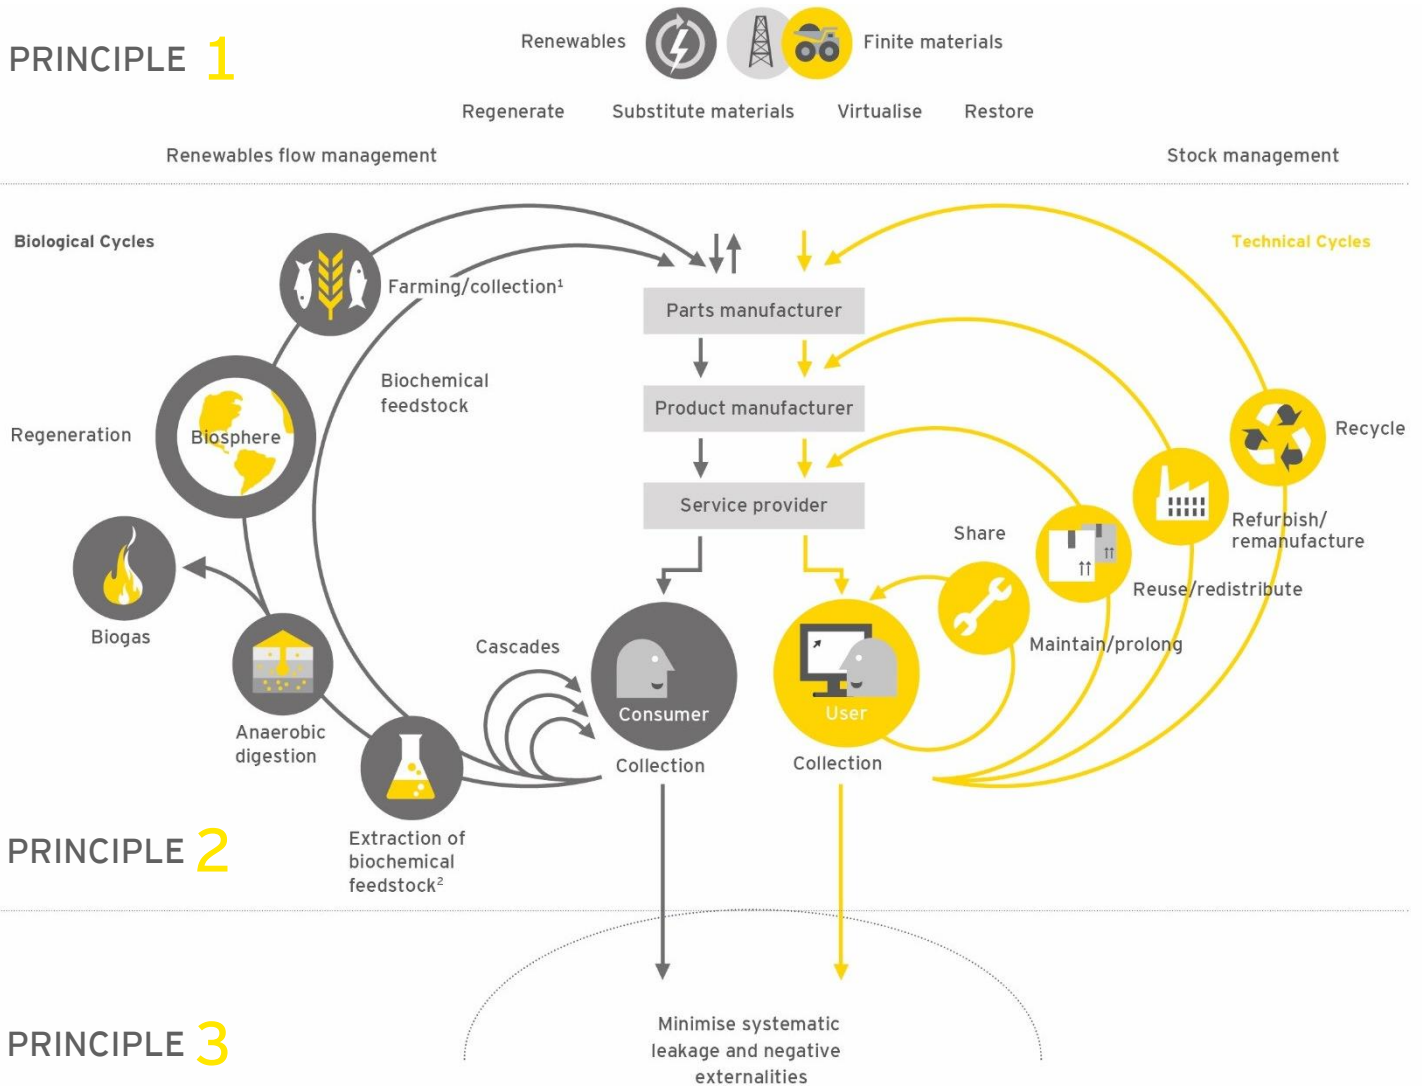 PRINCIPLE 1
Renewables
Finite materials
Regenerate
Substitute materials
Virtualise
Restore
Renewables flow management
Stock management
Biological Cycles
Technical Cycles
Farming/collection¹
Parts manufacturer
Biochemical
feedstock
Product manufacturer
Regeneration
Biosphere
Recycle
Service provider
Share
Refurbish/
remanufacture
Reuse/redistribute
Biogas
Maintain/prolong
Cascades
Consumer
User
Anaerobic
digestion
Collection
Collection
Extraction of
biochemical
feedstock²
PRINCIPLE 2
Minimise systematic
leakage and negative
externalities
PRINCIPLE 3